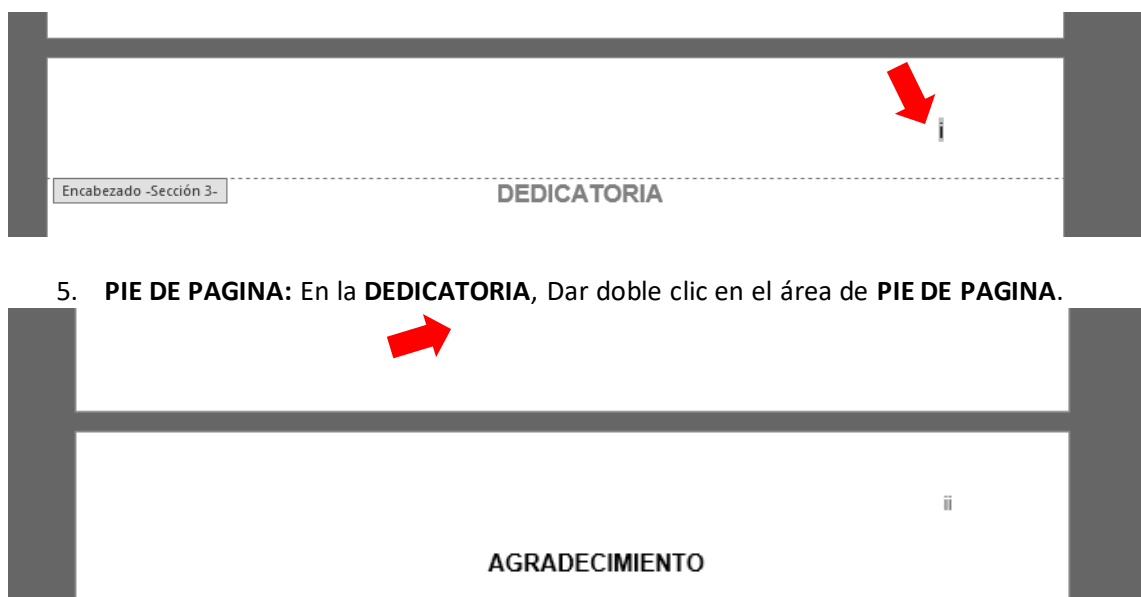 i
Encabezado -Sección 3-
DEDICATORIA
5. PIE DE PAGINA: En la DEDICATORIA, Dar doble clic en el área de PIE DE PAGINA.
ii
AGRADECIMIENTO